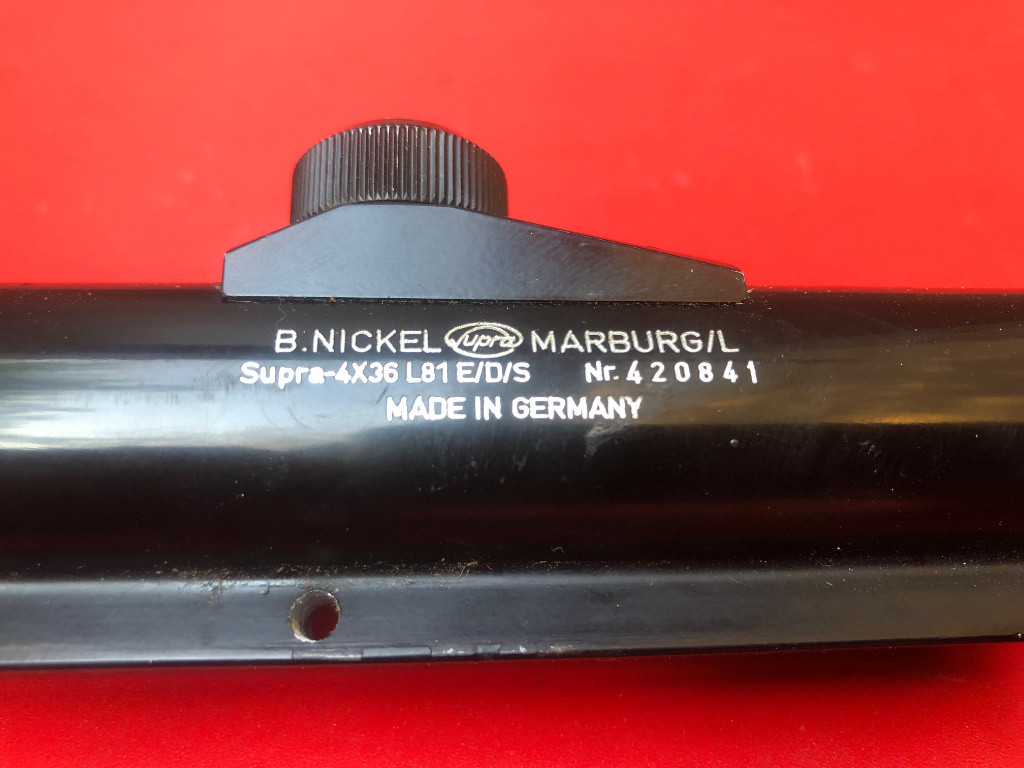 B.NICKEL Supra MARBURG/L
Supra-4X36 L81 E/D/S Nr. 420841
MADE IN GERMANY